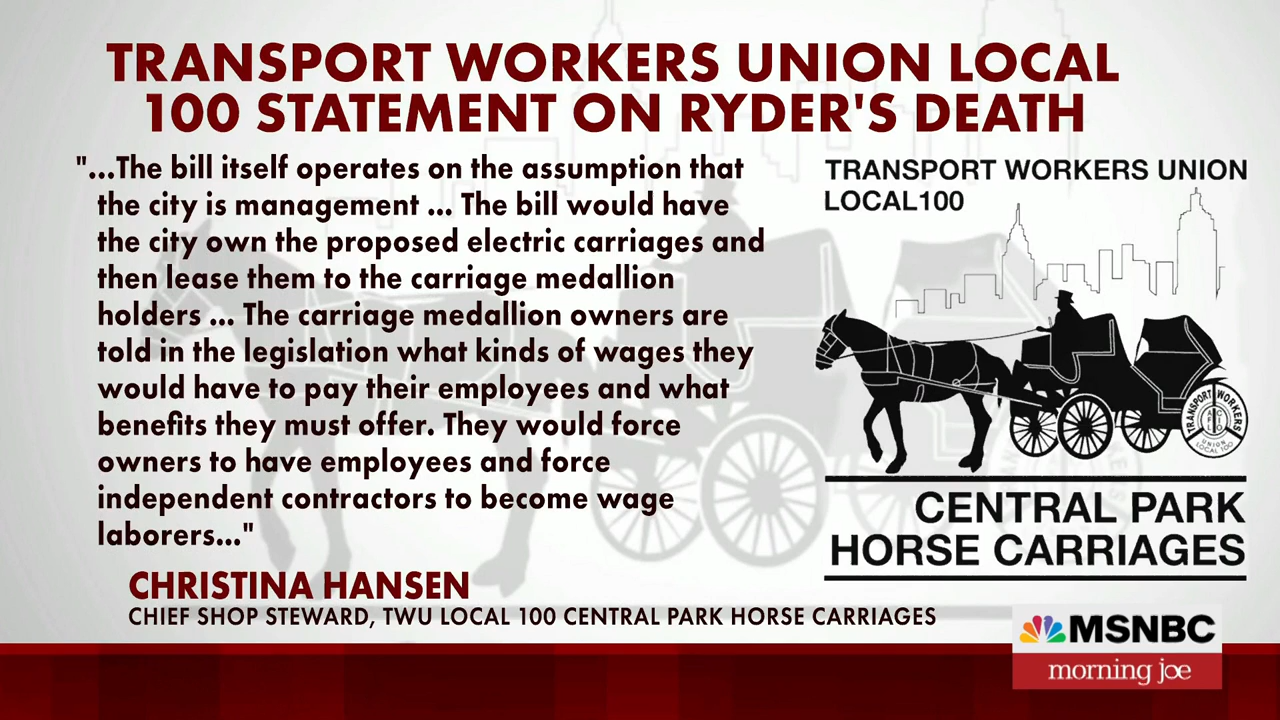 TRANSPORT WORKERS UNION LOCAL
100 STATEMENT ON RYDER'S DEATH
"...The bill itself operates on the assumption that
the city is management ... The bill would have
the city own the proposed electric carriages and
then lease them to the carriage medallion
holders ... The carriage medallion owners are
told in the legislation what kinds of wages they
would have to pay their employees and what
benefits they must offer. They would force
owners to have employees and force
independent contractors to become wage
laborers..."
CHRISTINA HANSEN
CHIEF SHOP STEWARD, TWU LOCAL 100 CENTRAL PARK HORSE CARRIAGES
TRANSPORT WORKERS UNION
LOCAL100
TRANSPORT WORKERS
UNION
LOCAL 100
CENTRAL PARK
HORSE CARRIAGES
MSNBC
morning joe